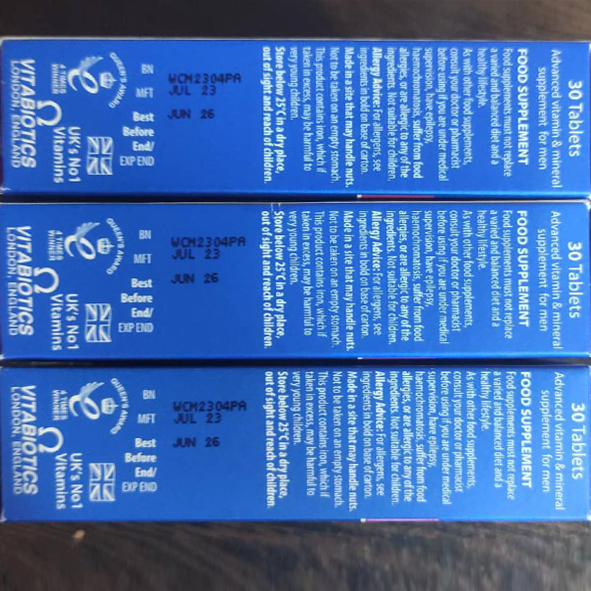 30 Tablets
Advanced vitamin & mineral
supplement for men
FOOD SUPPLEMENT
Food supplements must not replace
a varied and balanced diet and a
healthy lifestyle.
As with other food supplements,
consult your doctor or pharmacist
before using if you are under medical
supervision, have epilepsy,
haemochromatosis, suffer from food
allergies, or are allergic to any of the
ingredients. Not suitable for children.
Allergy Advice: For allergens, see
ingredients in bold on base of carton.
Made in a site that may handle nuts.
Not to be taken on an empty stomach.
This product contains iron, which if
taken in excess, may be harmful to
very young children.
Store below 25°C in a dry place,
out of sight and reach of children.
BN WCM2304PA
MFT JUL 23
Best JUN 26
Before
End/
EXP END
QUEEN'S AWARD
4 TIMES
WINNER
UK's No1
Vitamins
VITABIOTICS
LONDON, ENGLAND
30 Tablets
Advanced vitamin & mineral
supplement for men
FOOD SUPPLEMENT
Food supplements must not replace
a varied and balanced diet and a
healthy lifestyle.
As with other food supplements,
consult your doctor or pharmacist
before using if you are under medical
supervision, have epilepsy,
haemochromatosis, suffer from food
allergies, or are allergic to any of the
ingredients. Not suitable for children.
Allergy Advice: For allergens, see
ingredients in bold on base of carton.
Made in a site that may handle nuts.
Not to be taken on an empty stomach.
This product contains iron, which if
taken in excess, may be harmful to
very young children.
Store below 25°C in a dry place,
out of sight and reach of children.
BN WCM2304PA
MFT JUL 23
Best JUN 26
Before
End/
EXP END
QUEEN'S AWARD
4 TIMES
WINNER
UK's No1
Vitamins
VITABIOTICS
LONDON, ENGLAND
30 Tablets
Advanced vitamin & mineral
supplement for men
FOOD SUPPLEMENT
Food supplements must not replace
a varied and balanced diet and a
healthy lifestyle.
As with other food supplements,
consult your doctor or pharmacist
before using if you are under medical
supervision, have epilepsy,
haemochromatosis, suffer from food
allergies, or are allergic to any of the
ingredients. Not suitable for children.
Allergy Advice: For allergens, see
ingredients in bold on base of carton.
Made in a site that may handle nuts.
Not to be taken on an empty stomach.
This product contains iron, which if
taken in excess, may be harmful to
very young children.
Store below 25°C in a dry place,
out of sight and reach of children.
BN WCM2304PA
MFT JUL 23
Best JUN 26
Before
End/
EXP END
QUEEN'S AWARD
4 TIMES
WINNER
UK's No1
Vitamins
VITABIOTICS
LONDON, ENGLAND